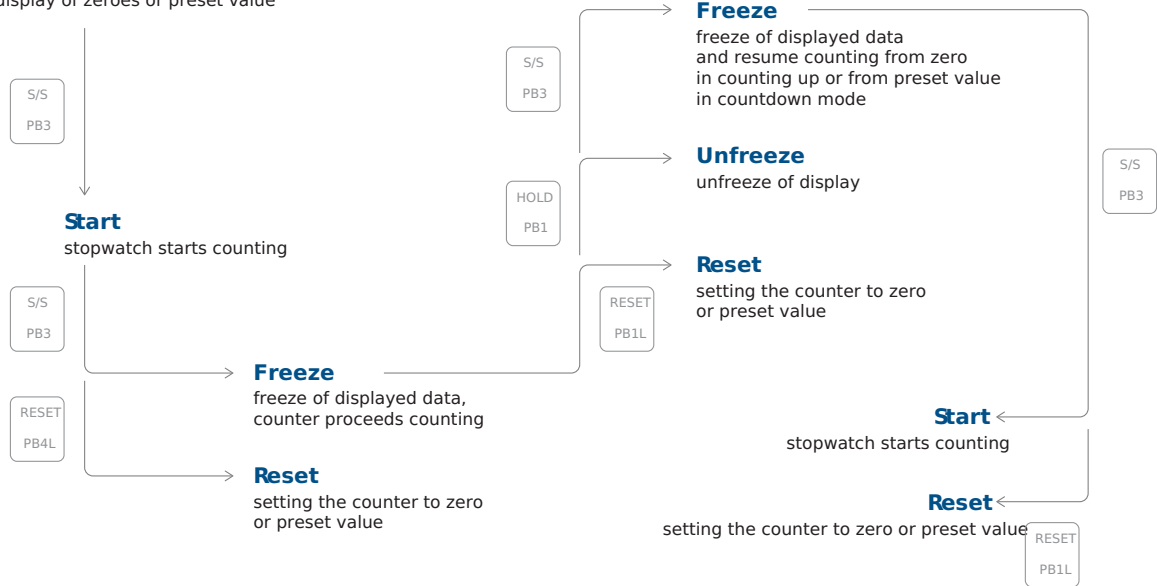 display of zeroes or preset value
S/S
PB3
Start
stopwatch starts counting
S/S
PB3
RESET
PB4L
Freeze
freeze of displayed data,
counter proceeds counting
Reset
setting the counter to zero
or preset value
S/S
PB3
HOLD
PB1
RESET
PB1L
Freeze
freeze of displayed data
and resume counting from zero
in counting up or from preset value
in countdown mode
Unfreeze
unfreeze of display
Reset
setting the counter to zero
or preset value
S/S
PB3
Start
stopwatch starts counting
Reset
setting the counter to zero or preset value
RESET
PB1L